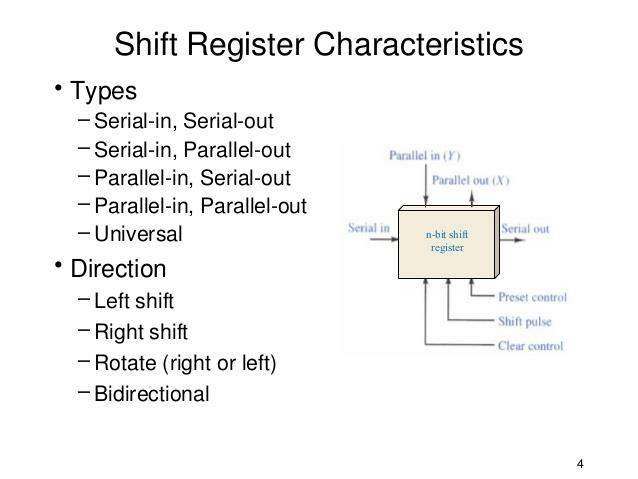 Shift Register Characteristics
• Types
– Serial-in, Serial-out
– Serial-in, Parallel-out
– Parallel-in, Serial-out
– Parallel-in, Parallel-out
– Universal
• Direction
– Left shift
– Right shift
– Rotate (right or left)
– Bidirectional
Parallel in (Y)
Parallel out (X)
Serial in
n-bit shift
register
Serial out
Preset control
Shift pulse
Clear control
4